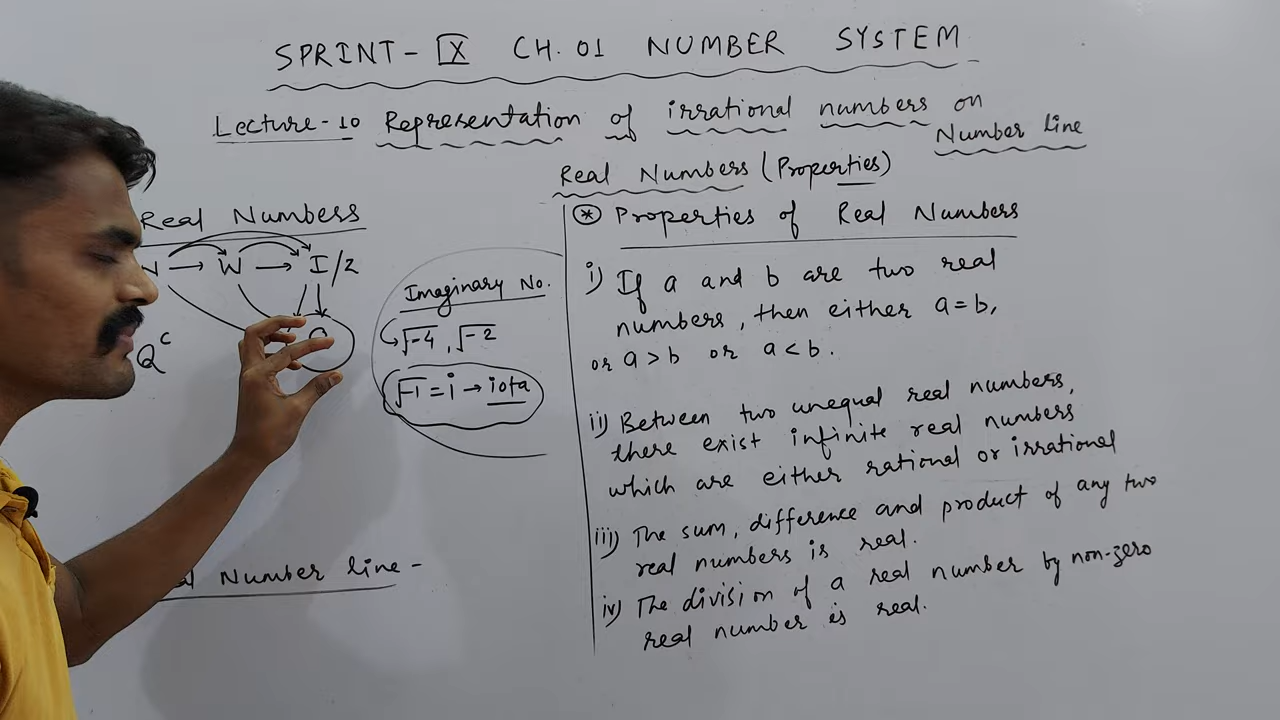 SPRINT-IX CH.01 NUMBER SYSTEM
Lecture-10 Representation of irrational numbers on
Number line
Real Numbers (Properties)
Real Numbers
N → W → I/Z
Q^c
Imaginary No.
√-4, √-2
√-1 = i → iota
Number line -
* Properties of Real Numbers
i) If a and b are two real
numbers, then either a=b,
or a>b or a<b.
ii) Between two unequal real numbers,
there exist infinite real numbers
which are either rational or irrational
iii) The sum, difference and product of any two
real numbers is real.
iv) The division of a real number by non-zero
real number is real.